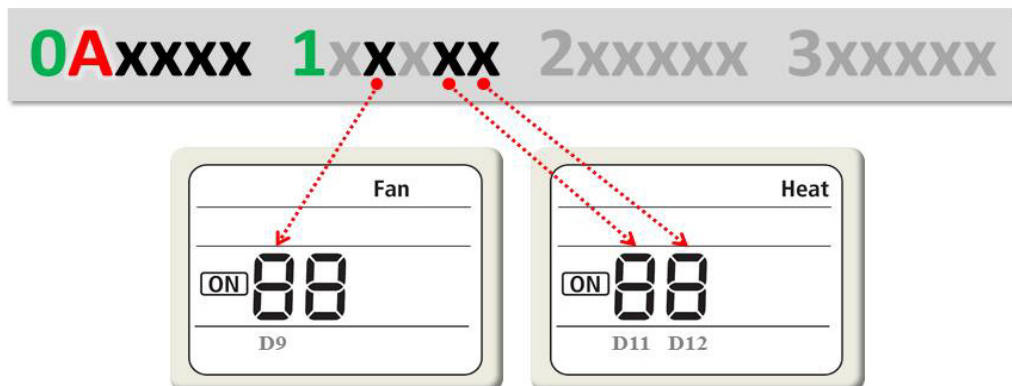 0Axxxx 1xxxxx 2xxxxx 3xxxxx
Fan
ON 88
D9
Heat
ON 88
D11 D12